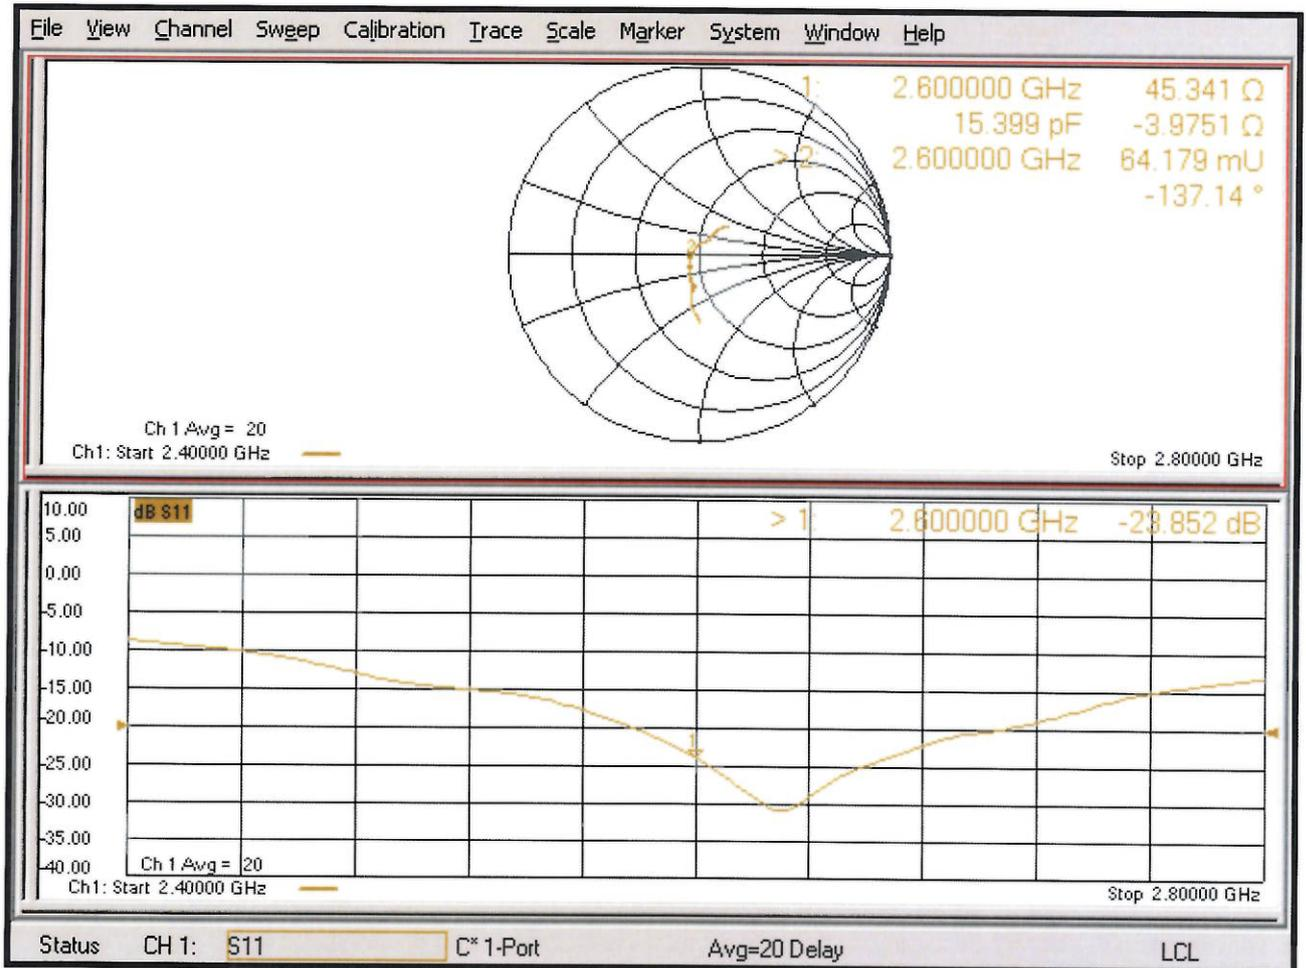 File View Channel Sweep Calibration Trace Scale Marker System Window Help
1: 2.600000 GHz 45.341 Ω
15.399 pF -3.9751 Ω
> 2: 2.600000 GHz 64.179 mU
-137.14 °
2
1
Ch 1 Avg = 20
Ch1: Start 2.40000 GHz
Stop 2.80000 GHz
10.00
dB S11
> 1: 2.600000 GHz -23.852 dB
5.00
0.00
-5.00
-10.00
-15.00
-20.00
1
-25.00
-30.00
-35.00
-40.00
Ch 1 Avg = 20
Ch1: Start 2.40000 GHz
Stop 2.80000 GHz
Status CH 1: S11 C* 1-Port Avg=20 Delay LCL